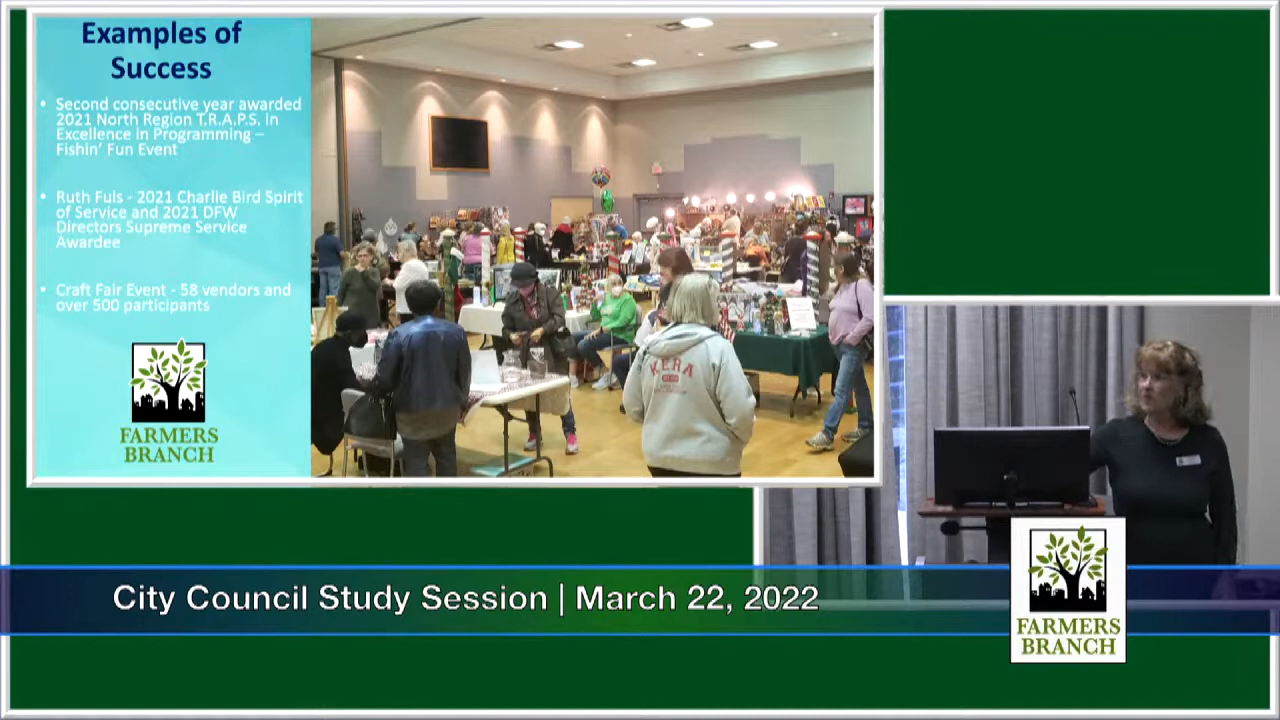 Examples of
Success
• Second consecutive year awarded
2021 North Region T.R.A.P.S. in
Excellence in Programming –
Fishin' Fun Event
• Ruth Fuls - 2021 Charlie Bird Spirit
of Service and 2021 DFW
Directors Supreme Service
Awardee
• Craft Fair Event - 58 vendors and
over 500 participants
FARMERS
BRANCH
KERA
City Council Study Session | March 22, 2022
FARMERS
BRANCH